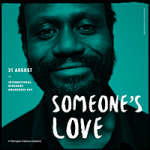 31 AUGUST
INTERNATIONAL
OVERDOSE
AWARENESS DAY
SOMEONE'S
LOVE